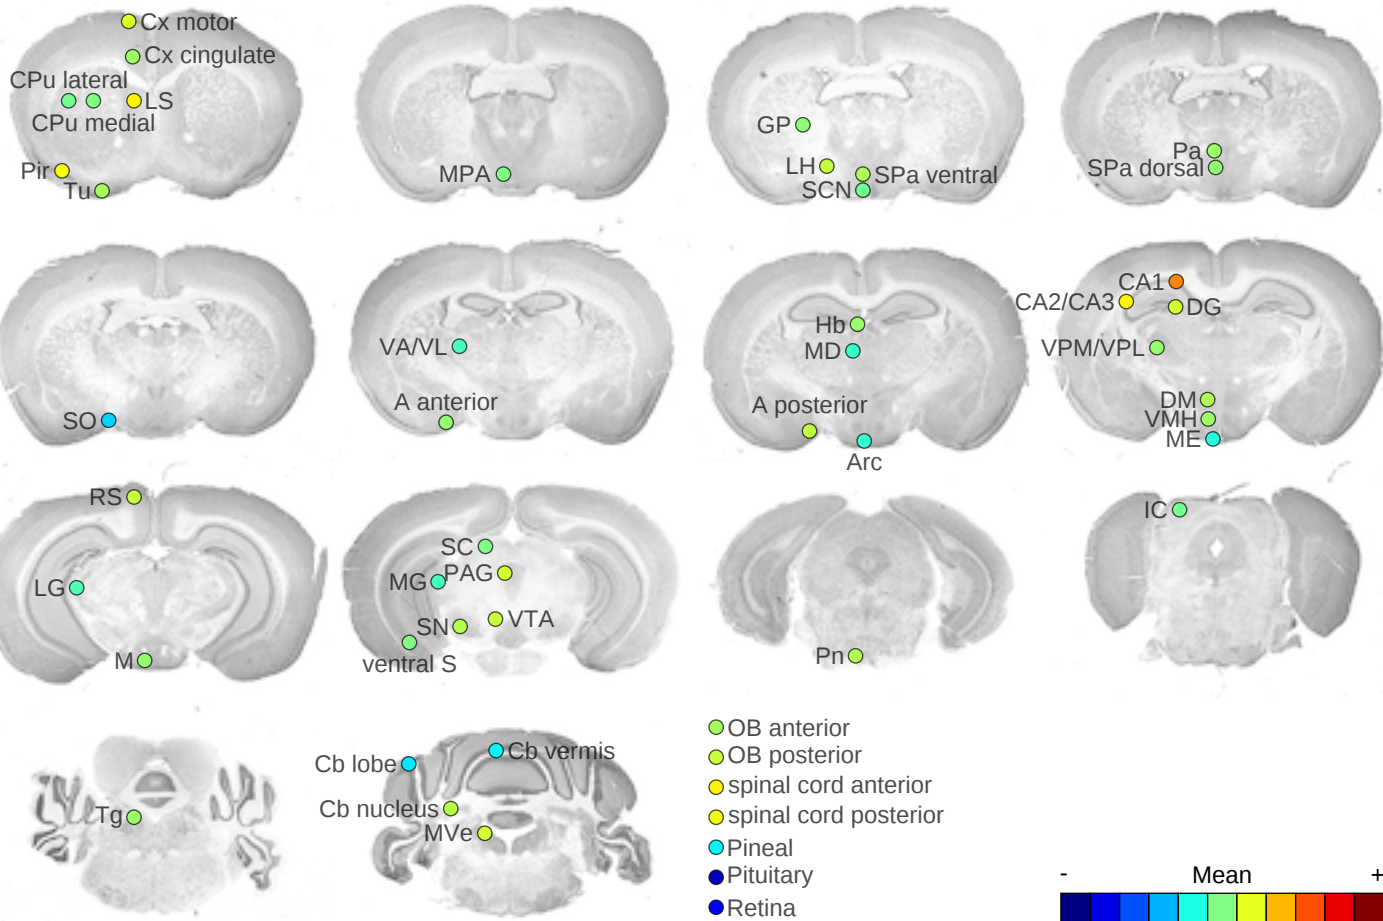 Cx motor
Cx cingulate
CPu lateral
LS
CPu medial
Pir
Tu
MPA
GP
LH
SPa ventral
SCN
Pa
SPa dorsal
SO
VA/VL
A anterior
Hb
MD
A posterior
Arc
CA1
CA2/CA3
DG
VPM/VPL
DM
VMH
ME
RS
LG
M
SC
MG
PAG
SN
VTA
ventral S
Pn
IC
Tg
Cb lobe
Cb vermis
Cb nucleus
MVe
OB anterior
OB posterior
spinal cord anterior
spinal cord posterior
Pineal
Pituitary
Retina
- Mean +